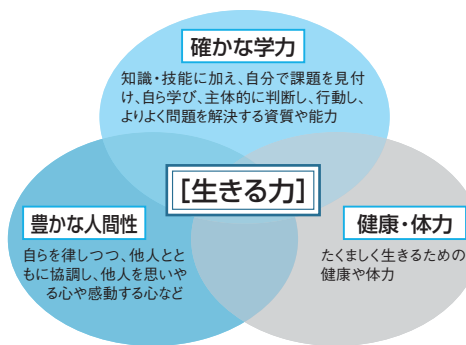 確かな学力
知識・技能に加え、自分で課題を見付
け、自ら学び、主体的に判断し、行動し、
よりよく問題を解決する資質や能力
[生きる力]
豊かな人間性
自らを律しつつ、他人とと
もに協調し、他人を思いや
る心や感動する心など
健康・体力
たくましく生きるための
健康や体力